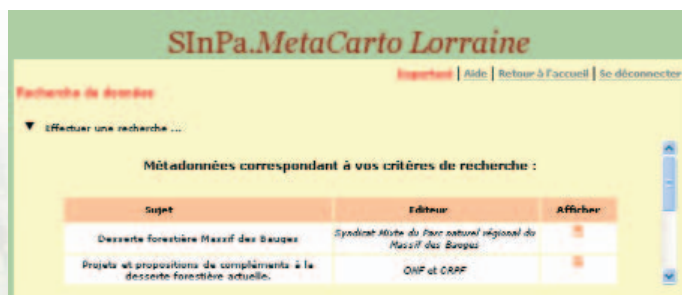 SInPa.MetaCarto Lorraine
Important | Aide | Retour à l'accueil | Se déconnecter
Recherche de données
Effectuer une recherche ...
Métadonnées correspondant à vos critères de recherche :
Sujet Editeur Afficher
Desserte forestière Massif des Bauges
Syndicat Mixte du Parc naturel régional du
Massif des Bauges
Projets et propositions de compléments à la
desserte forestière actuelle.
ONF et CRPF